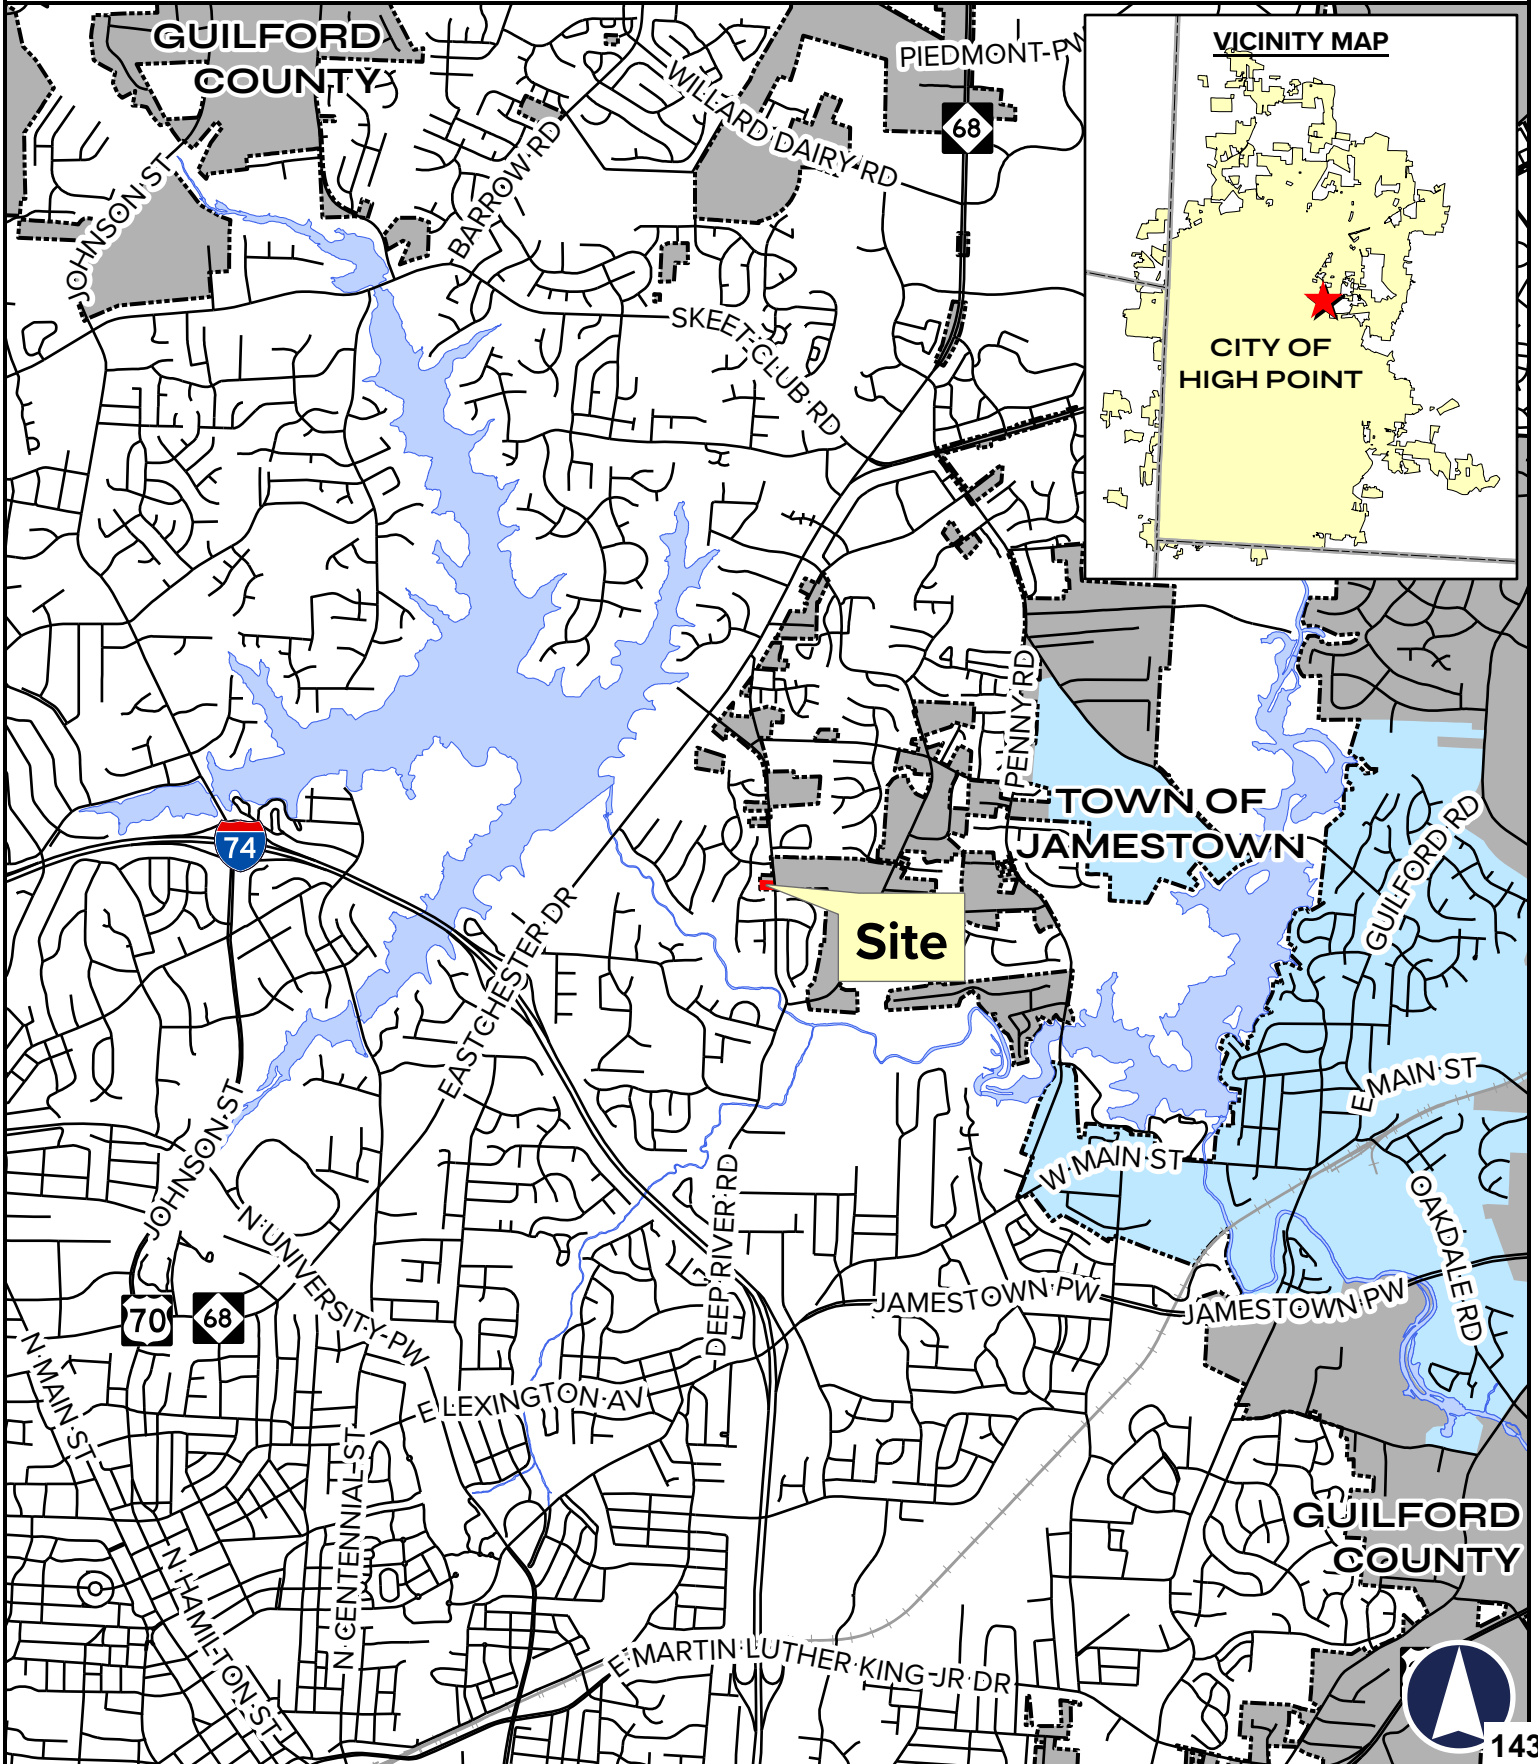 GUILFORD
COUNTY
PIEDMONT PW
VICINITY MAP
WILLARD DAIRY RD
68
BARROW RD
JOHNSON ST
SKEET CLUB RD
CITY OF
HIGH POINT
PENNY RD
TOWN OF
JAMESTOWN
74
GUILFORD RD
Site
EASTCHESTER DR
E MAIN ST
JOHNSON ST
W MAIN ST
OAKDALE RD
N UNIVERSITY PW
DEEP RIVER RD
JAMESTOWN PW
JAMESTOWN PW
70
68
N MAIN ST
E LEXINGTON AV
N CENTENNIAL ST
GUILFORD
COUNTY
N HAMILTON ST
E MARTIN LUTHER KING JR DR
143